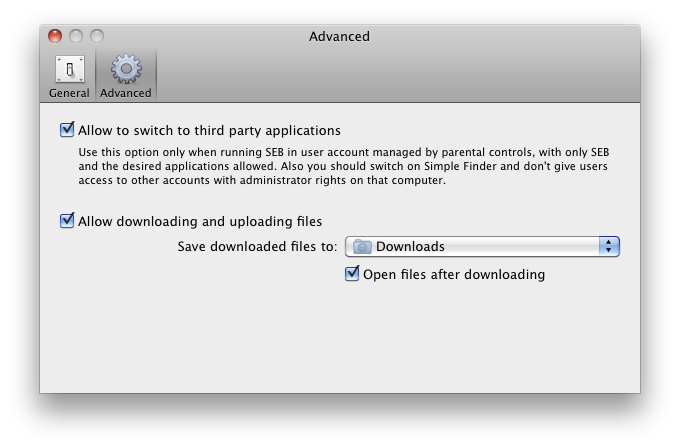 Advanced
General
Advanced
Allow to switch to third party applications
Use this option only when running SEB in user account managed by parental controls, with only SEB
and the desired applications allowed. Also you should switch on Simple Finder and don't give users
access to other accounts with administrator rights on that computer.
Allow downloading and uploading files
Save downloaded files to: Downloads
Open files after downloading